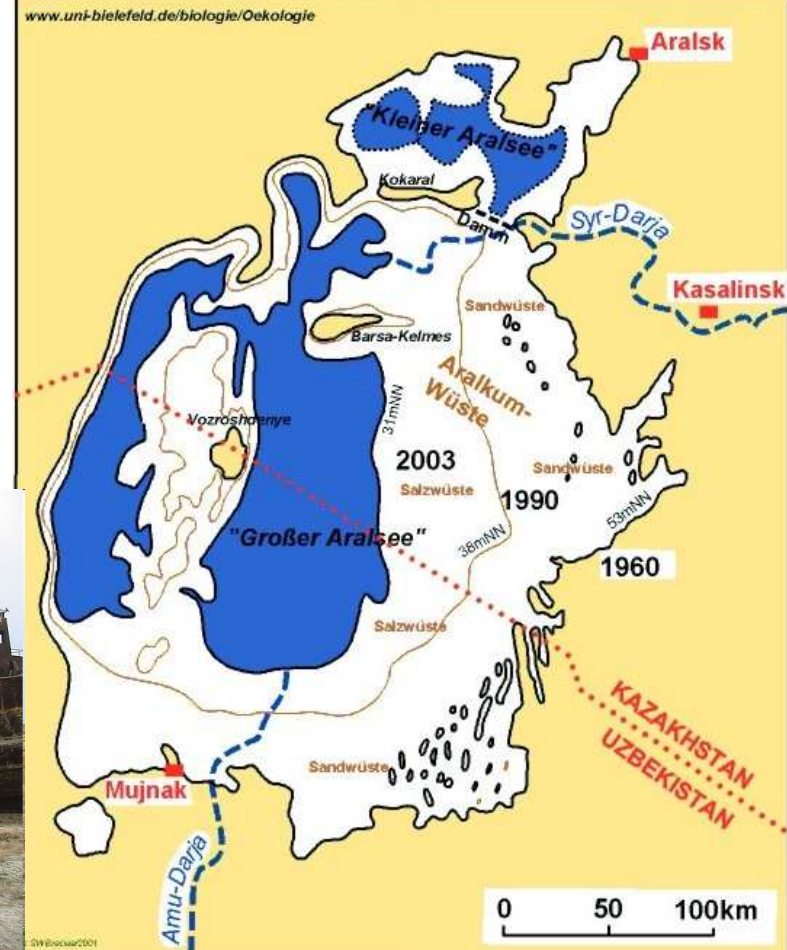 www.uni-bielefeld.de/biologie/Oekologie
Aralsk
"Kleiner Aralsee"
Kokaral
Damm
Syr-Darja
Kasalinsk
Sandwüste
Barsa-Kelmes
Aralkum-
Wüste
31mNN
Vozroshdenye
2003
Sandwüste
Salzwüste
1990
53mNN
"Großer Aralsee"
38mNN
1960
Salzwüste
KAZAKHSTAN
UZBEKISTAN
Sandwüste
Mujnak
Amu-Darja
0 50 100km